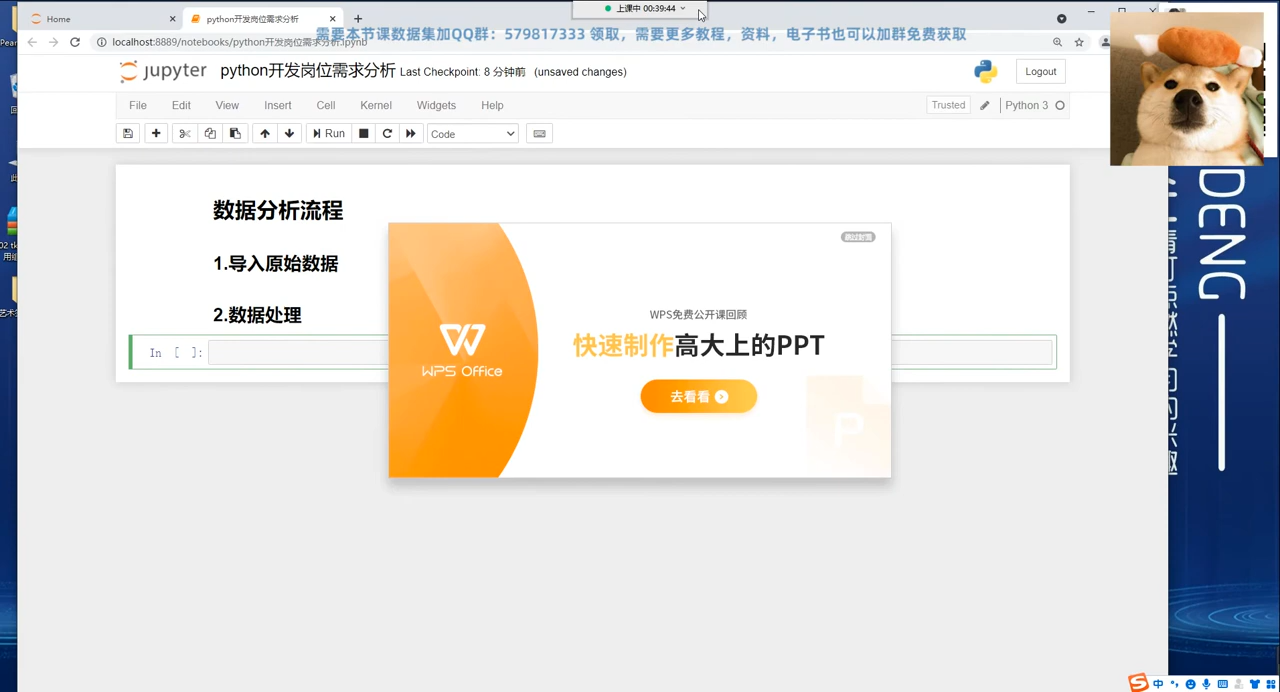 上课中 00:39:44
Home
python开发岗位需求分析
需要本节课数据集加QQ群：579817333 领取，需要更多教程，资料，电子书也可以加群免费获取
localhost:8889/notebooks/python开发岗位需求分析.ipynb
jupyter python开发岗位需求分析 Last Checkpoint: 8 分钟前 (unsaved changes)
Logout
File Edit View Insert Cell Kernel Widgets Help
Trusted
Python 3
Run
Code
数据分析流程
1.导入原始数据
2.数据处理
In [ ]:
WPS Office
WPS免费公开课回顾
快速制作高大上的PPT
去看看
P
DENG
中